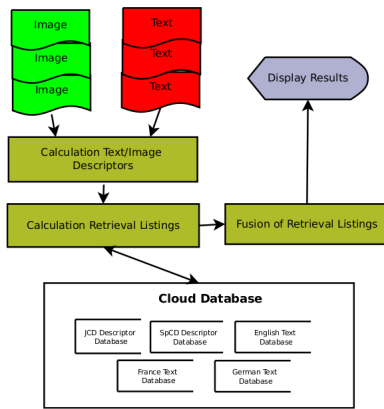 Image
Image
Image
Text
Text
Text
Display Results
Calculation Text/Image
Descriptors
Calculation Retrieval Listings
Fusion of Retrieval Listings
Cloud Database
JCD Descriptor
Database
SpCD Descriptor
Database
English Text
Database
France Text
Database
German Text
Database